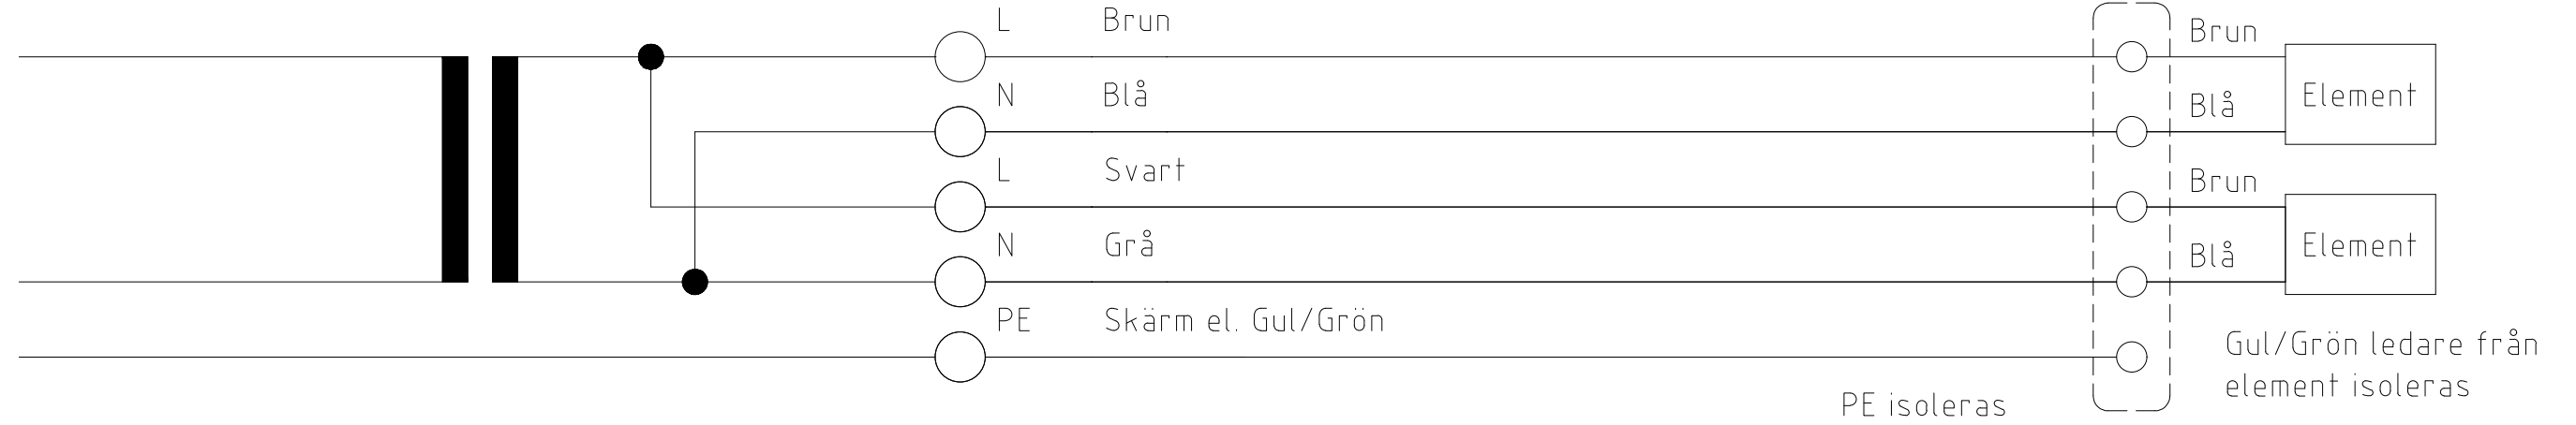 L Brun
N Blå
L Svart
N Grå
PE Skärm el. Gul/Grön
PE isoleras
Brun
Blå
Element
Brun
Blå
Element
Gul/Grön ledare från
element isoleras